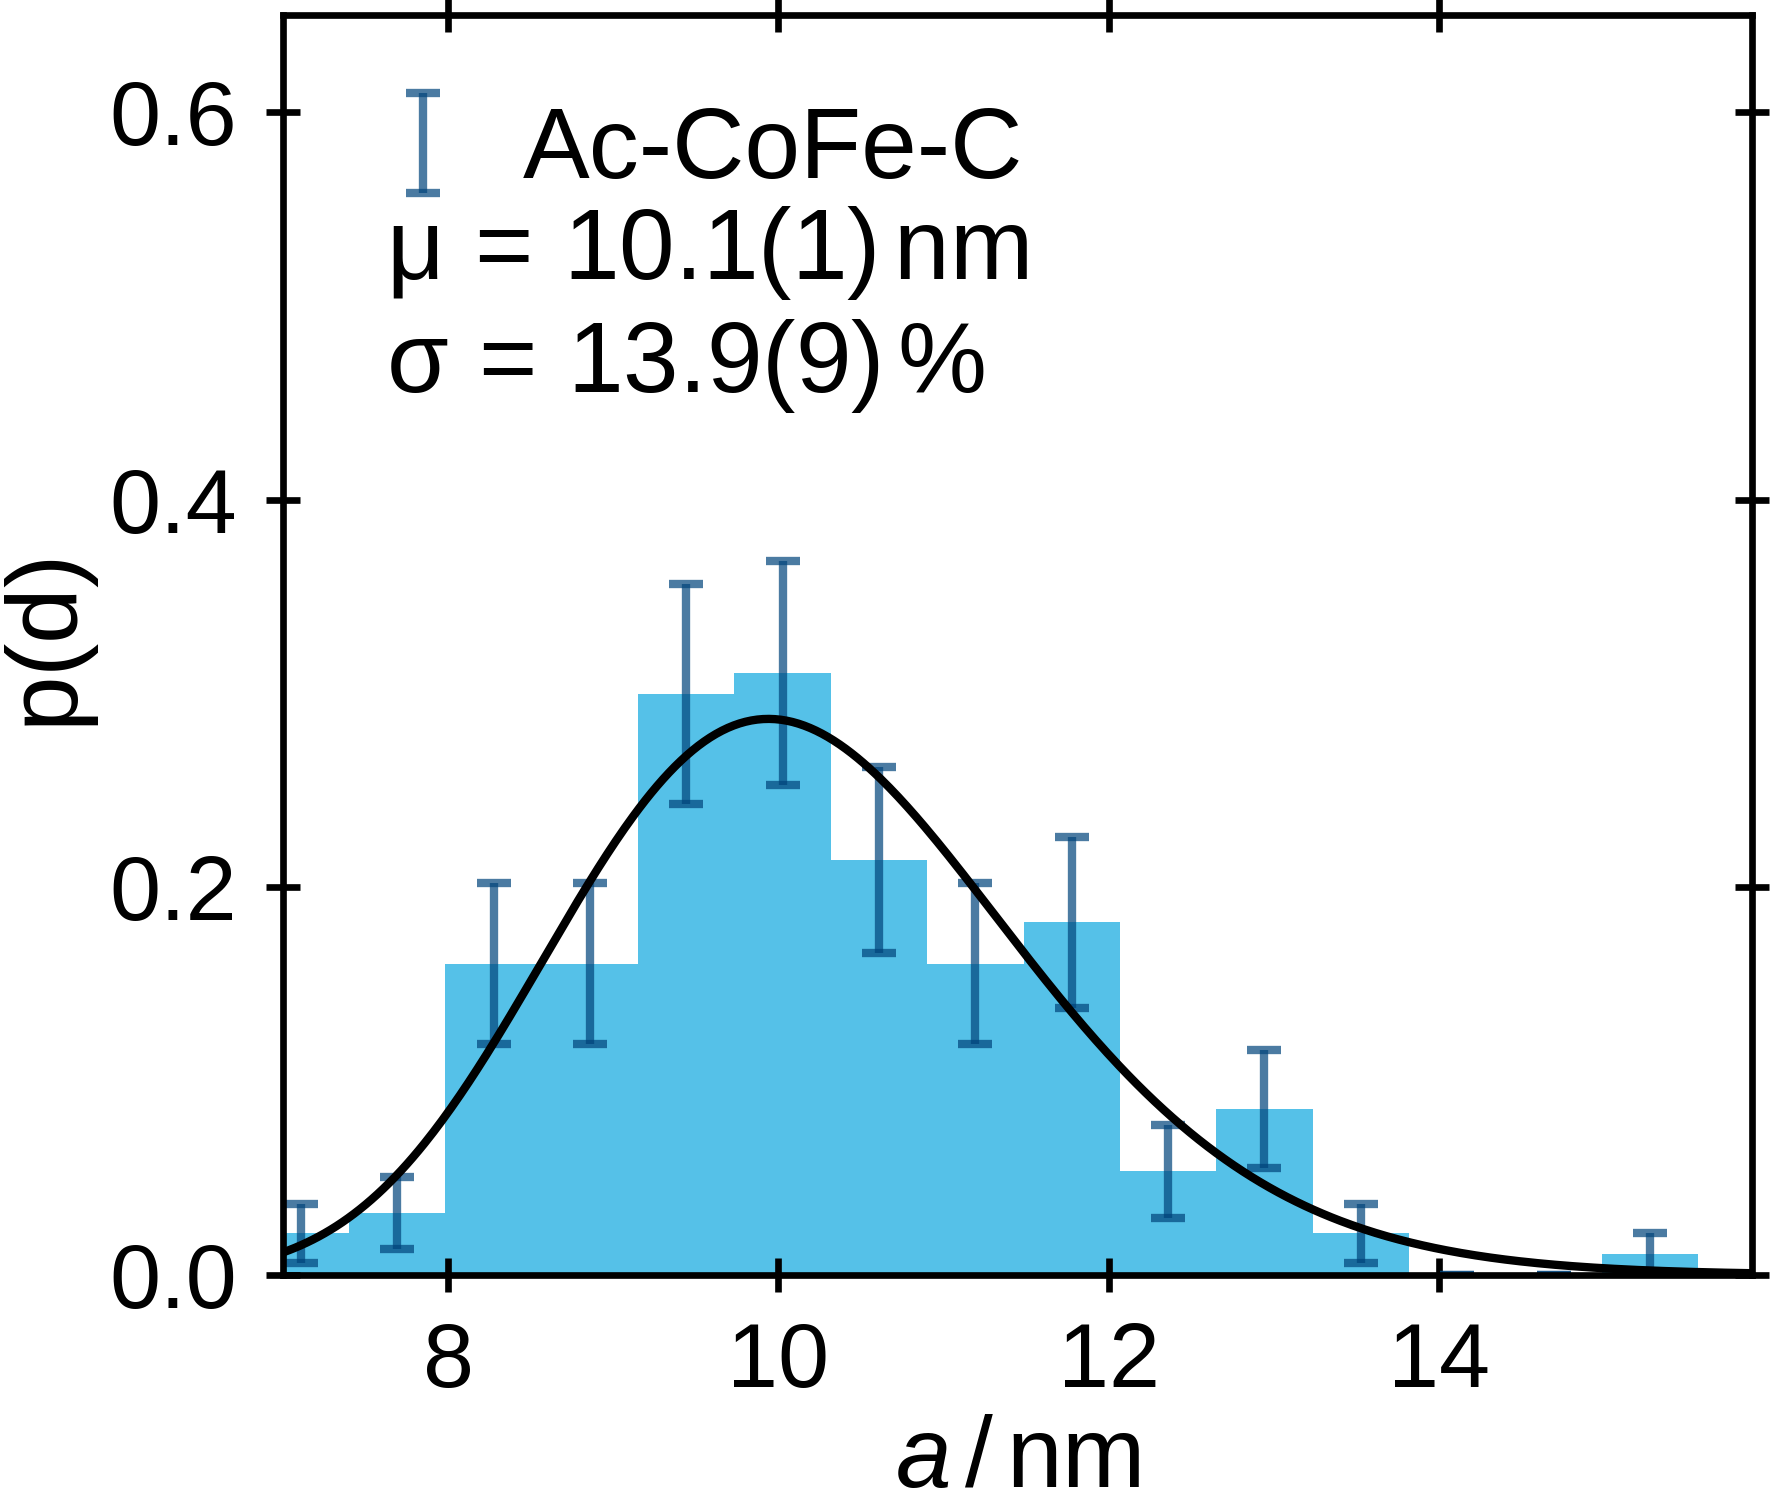 0.6
Ac-CoFe-C
μ = 10.1(1) nm
σ = 13.9(9) %
0.4
p(d)
0.2
0.0
8 10 12 14
a / nm